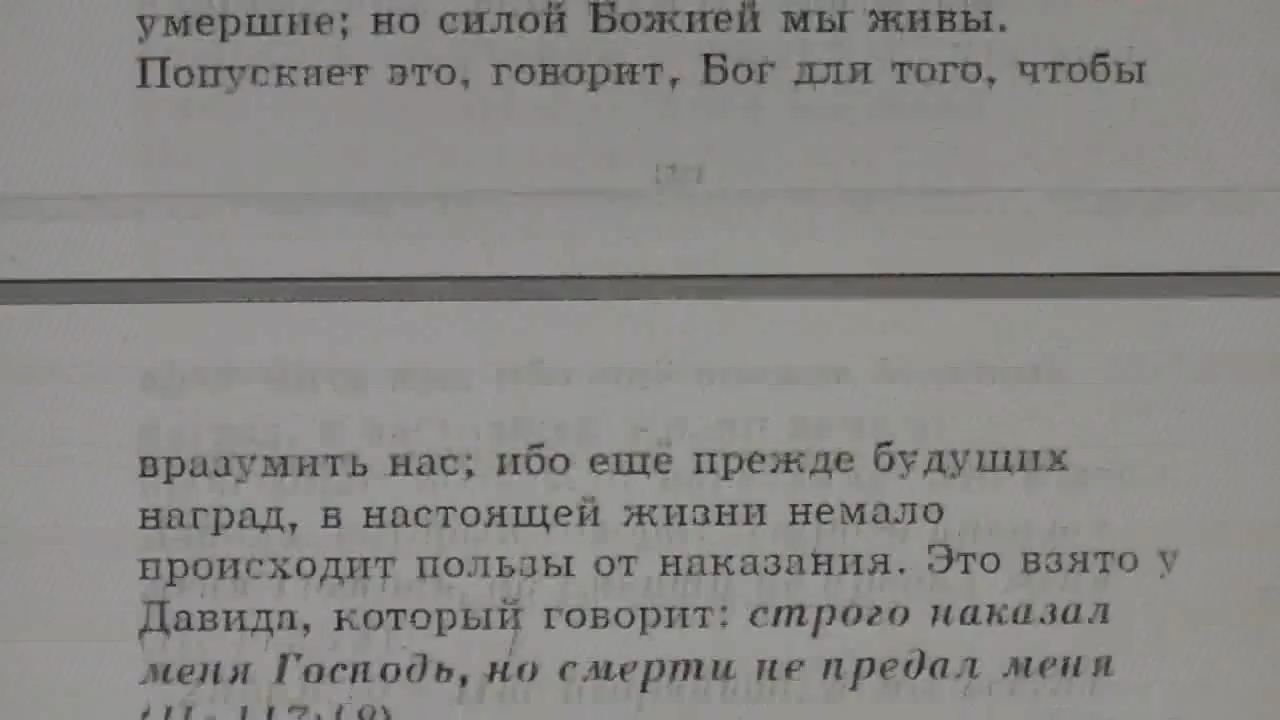 умершие; но силой Божией мы живы.
Попускает это, говорит, Бог для того, чтобы
вразумить нас; ибо ещё прежде будущих
наград, в настоящей жизни немало
происходит пользы от наказания. Это взято у
Давида, который говорит: строго наказал
меня Господь, но смерти не предал меня